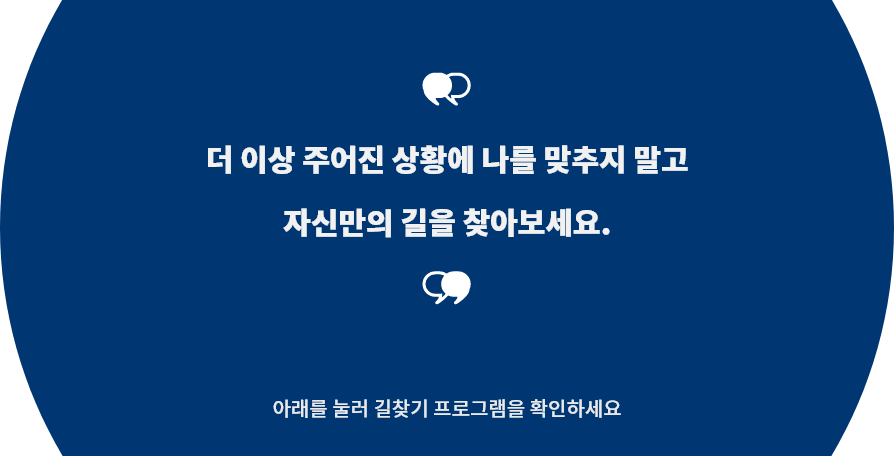 더 이상 주어진 상황에 나를 맞추지 말고
자신만의 길을 찾아보세요.
아래를 눌러 길찾기 프로그램을 확인하세요